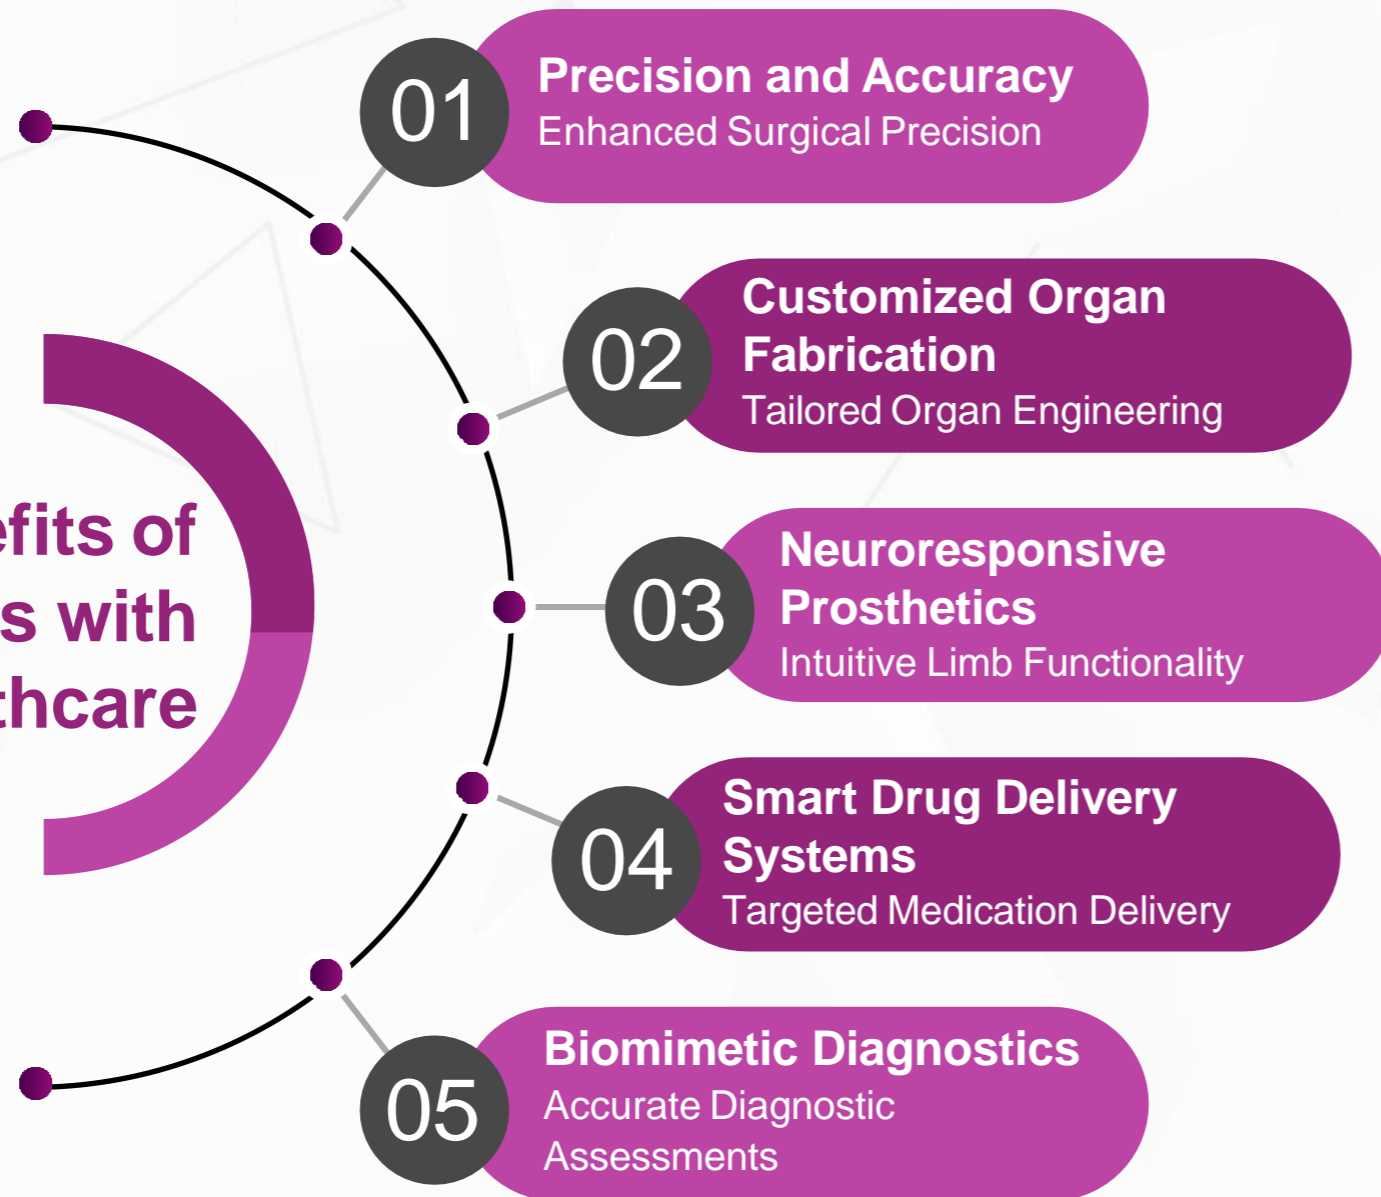 efits of
s with
thcare
01
Precision and Accuracy
Enhanced Surgical Precision
02
Customized Organ
Fabrication
Tailored Organ Engineering
03
Neuroresponsive
Prosthetics
Intuitive Limb Functionality
04
Smart Drug Delivery
Systems
Targeted Medication Delivery
05
Biomimetic Diagnostics
Accurate Diagnostic
Assessments